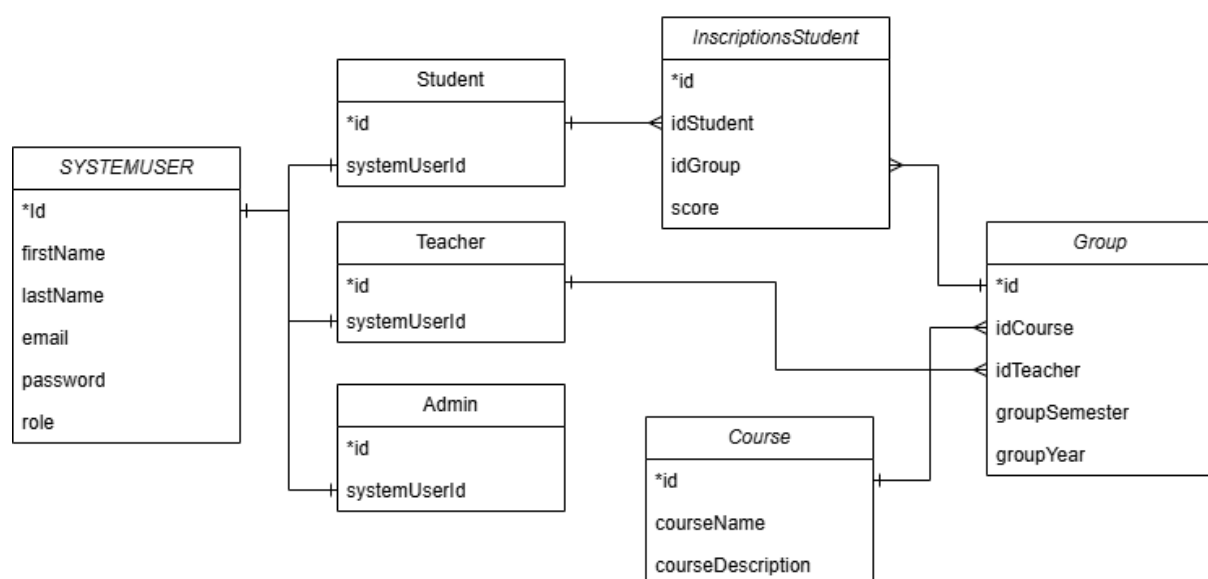 SYSTEMUSER
*Id
firstName
lastName
email
password
role
Student
*id
systemUserId
Teacher
*id
systemUserId
Admin
*id
systemUserId
InscriptionsStudent
*id
idStudent
idGroup
score
Course
*id
courseName
courseDescription
Group
*id
idCourse
idTeacher
groupSemester
groupYear